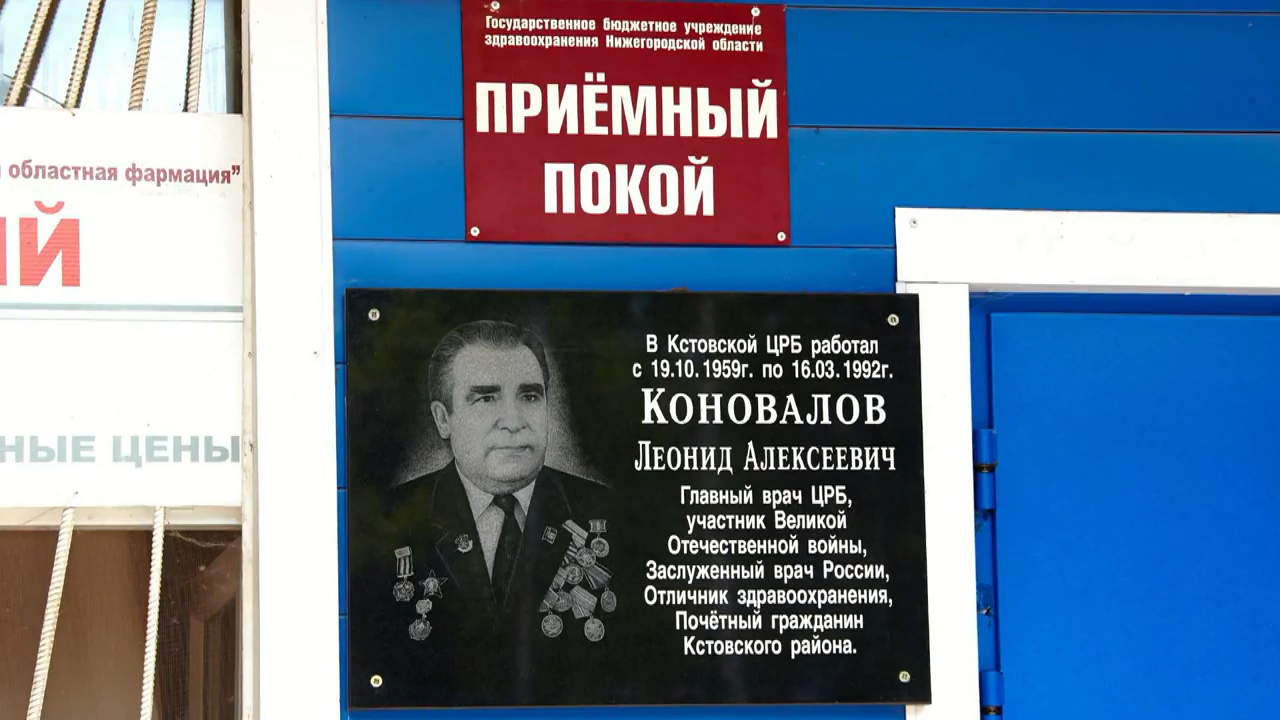 Государственное бюджетное учреждение
здравоохранения Нижегородской области
ПРИЁМНЫЙ
ПОКОЙ
областная фармация”
ИЙ
НЫЕ ЦЕНЫ
В Кстовской ЦРБ работал
с 19.10.1959г. по 16.03.1992г.
КОНОВАЛОВ
ЛЕОНИД АЛЕКСЕЕВИЧ
Главный врач ЦРБ,
участник Великой
Отечественной войны,
Заслуженный врач России,
Отличник здравоохранения,
Почётный гражданин
Кстовского района.